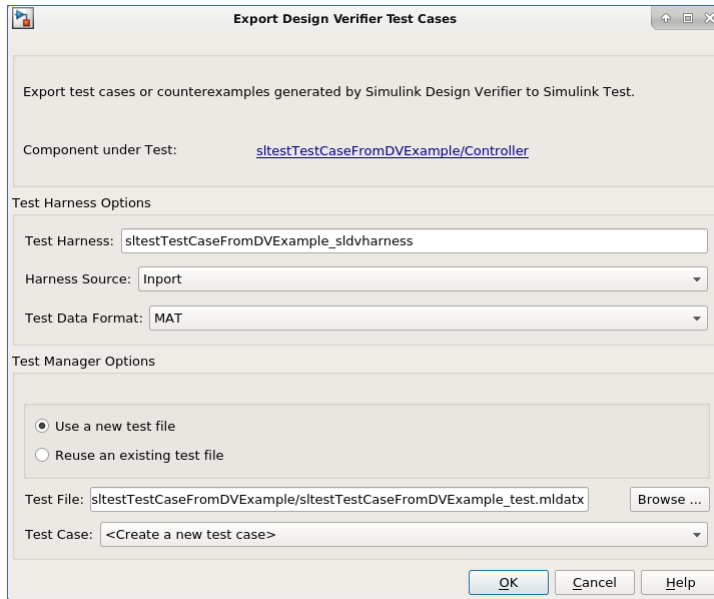 Export Design Verifier Test Cases
Export test cases or counterexamples generated by Simulink Design Verifier to Simulink Test.
Component under Test: sltestTestCaseFromDVExample/Controller
Test Harness Options
Test Harness: sltestTestCaseFromDVExample_sldvharness
Harness Source: Inport
Test Data Format: MAT
Test Manager Options
Use a new test file
Reuse an existing test file
Test File: sltestTestCaseFromDVExample/sltestTestCaseFromDVExample_test.mldatx Browse ...
Test Case: <Create a new test case>
OK Cancel Help